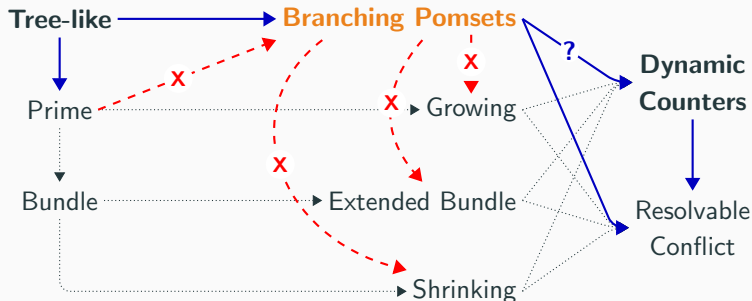 Tree-like
Branching Pomsets
?
X
X
Dynamic
Counters
Prime
X
Growing
X
Bundle
Extended Bundle
Resolvable
Conflict
Shrinking